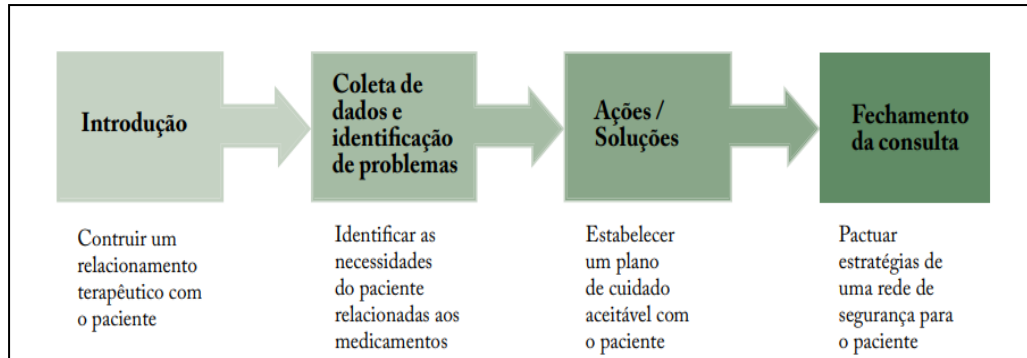 Introdução
Coleta de
dados e
identificação
de problemas
Ações /
Soluções
Fechamento
da consulta
Contruir um
relacionamento
terapêutico com
o paciente
Identificar as
necessidades
do paciente
relacionadas aos
medicamentos
Estabelecer
um plano
de cuidado
aceitável com
o paciente
Pactuar
estratégias de
uma rede de
segurança para
o paciente